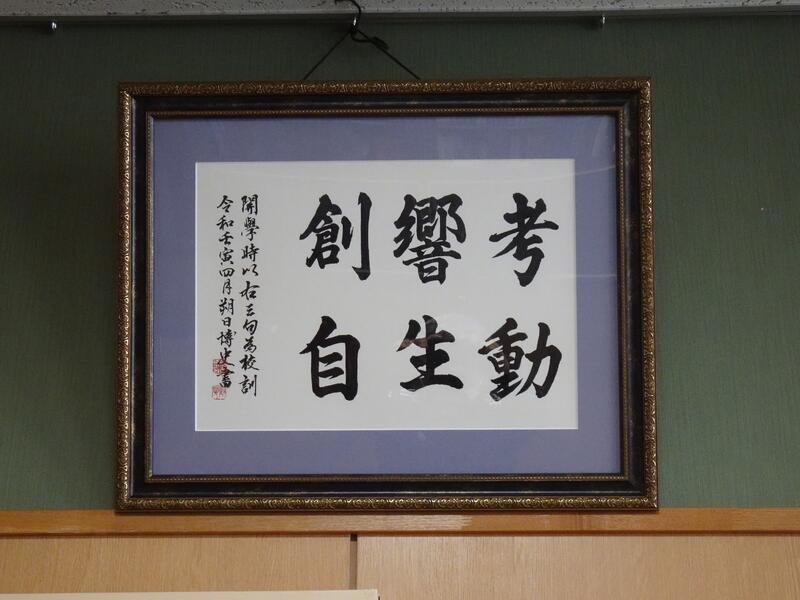 考動
響生
創自
開學時以右三句為校訓
令和壬寅四月朔日博史書